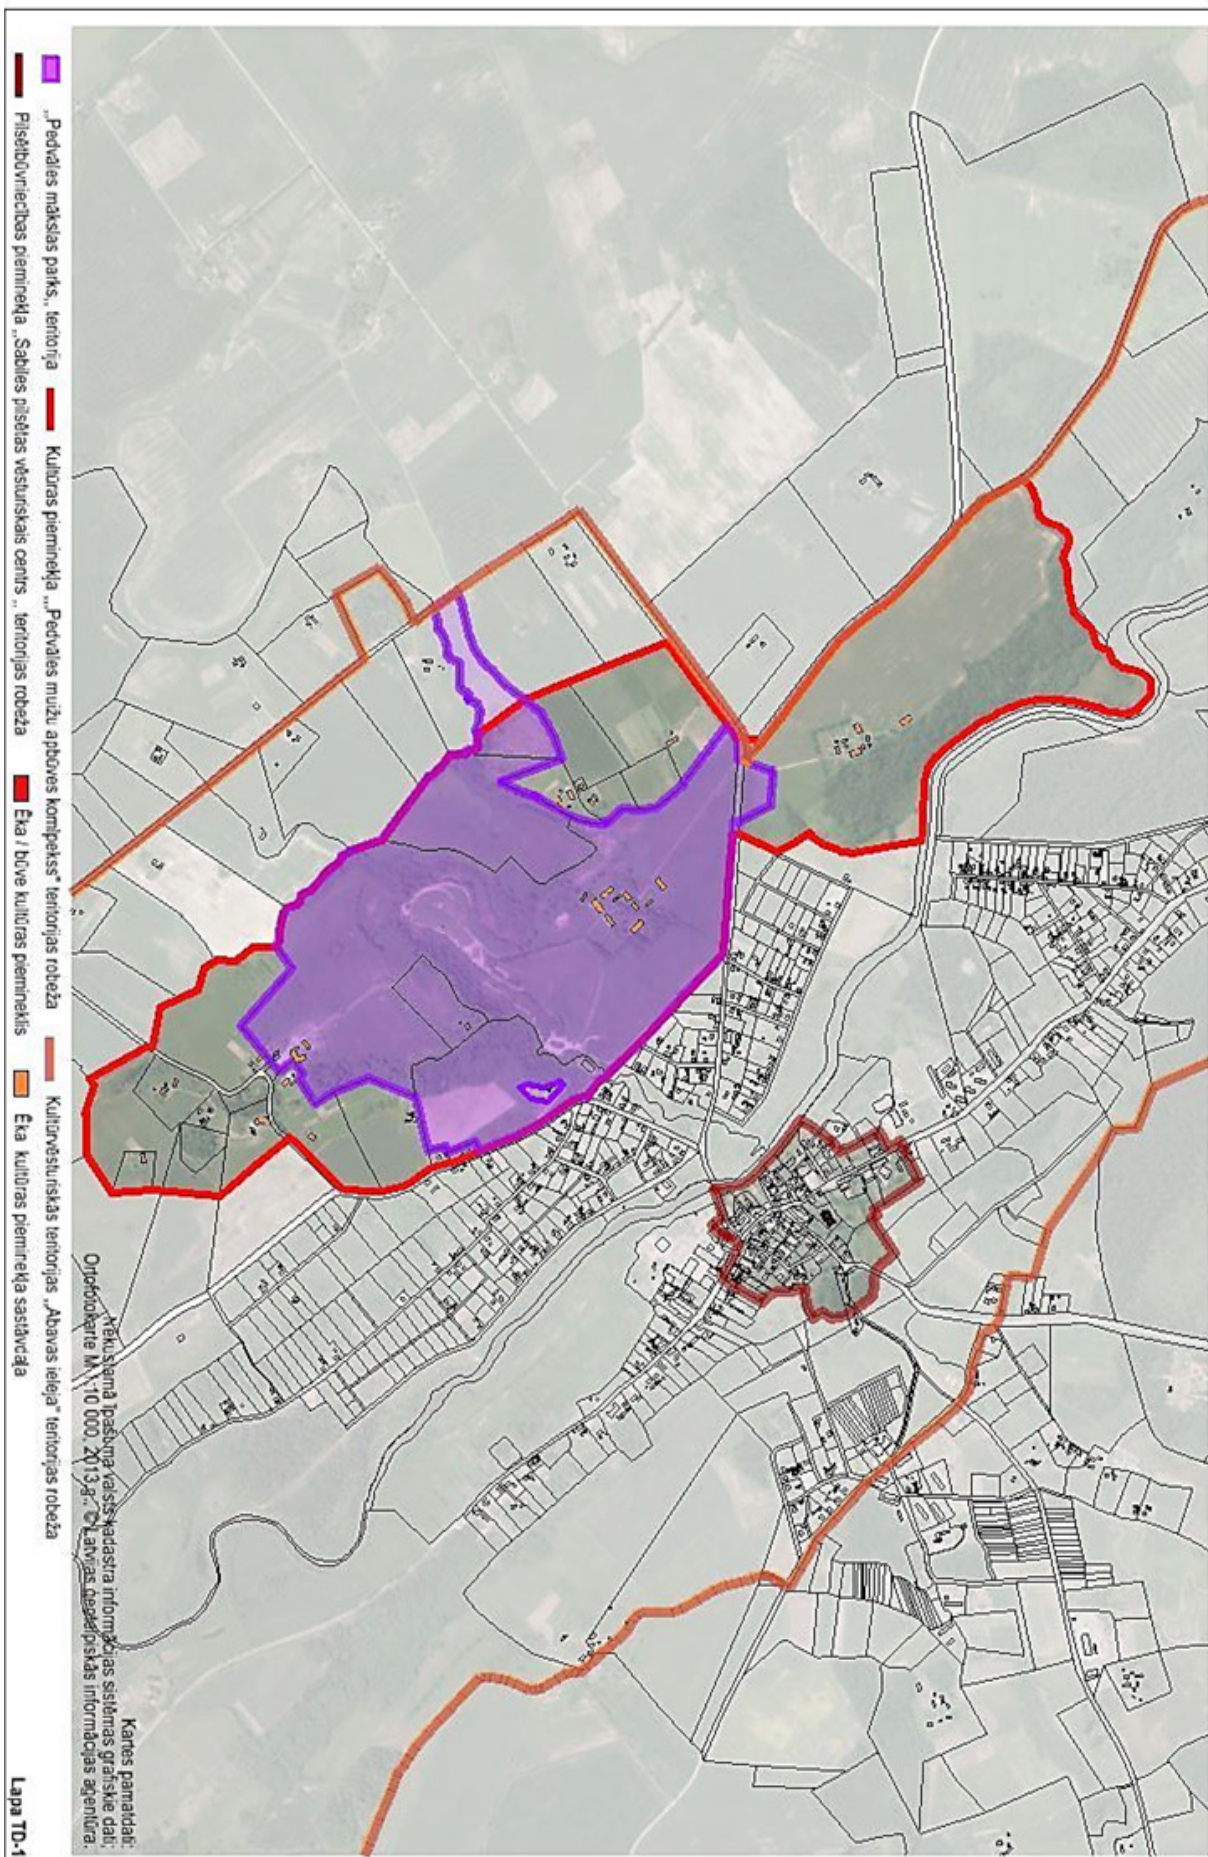 Kartes pamatdati:
Nekustamā īpašuma valsts kadastra informācijas sistēmas grafiskie dati;
Ortofotokarte M 1:10 000, 2013.g., © Latvijas ģeotelpiskās informācijas aģentūra.
„Pedvāles mākslas parks„ teritorija Kultūras pieminekļa „„Pedvāles muižu apbūves komlpekss" teritorijas robeža Kultūrvēsturiskās teritorijas „Abavas ieleja" teritorijas robeža
Pilsētbūvniecības pieminekļa „Sabiles pilsētas vēsturiskais centrs „ teritorijas robeža Ēka / būve kultūras piemineklis Ēka kultūras pieminekļa sastāvdaļa
Lapa TD-1